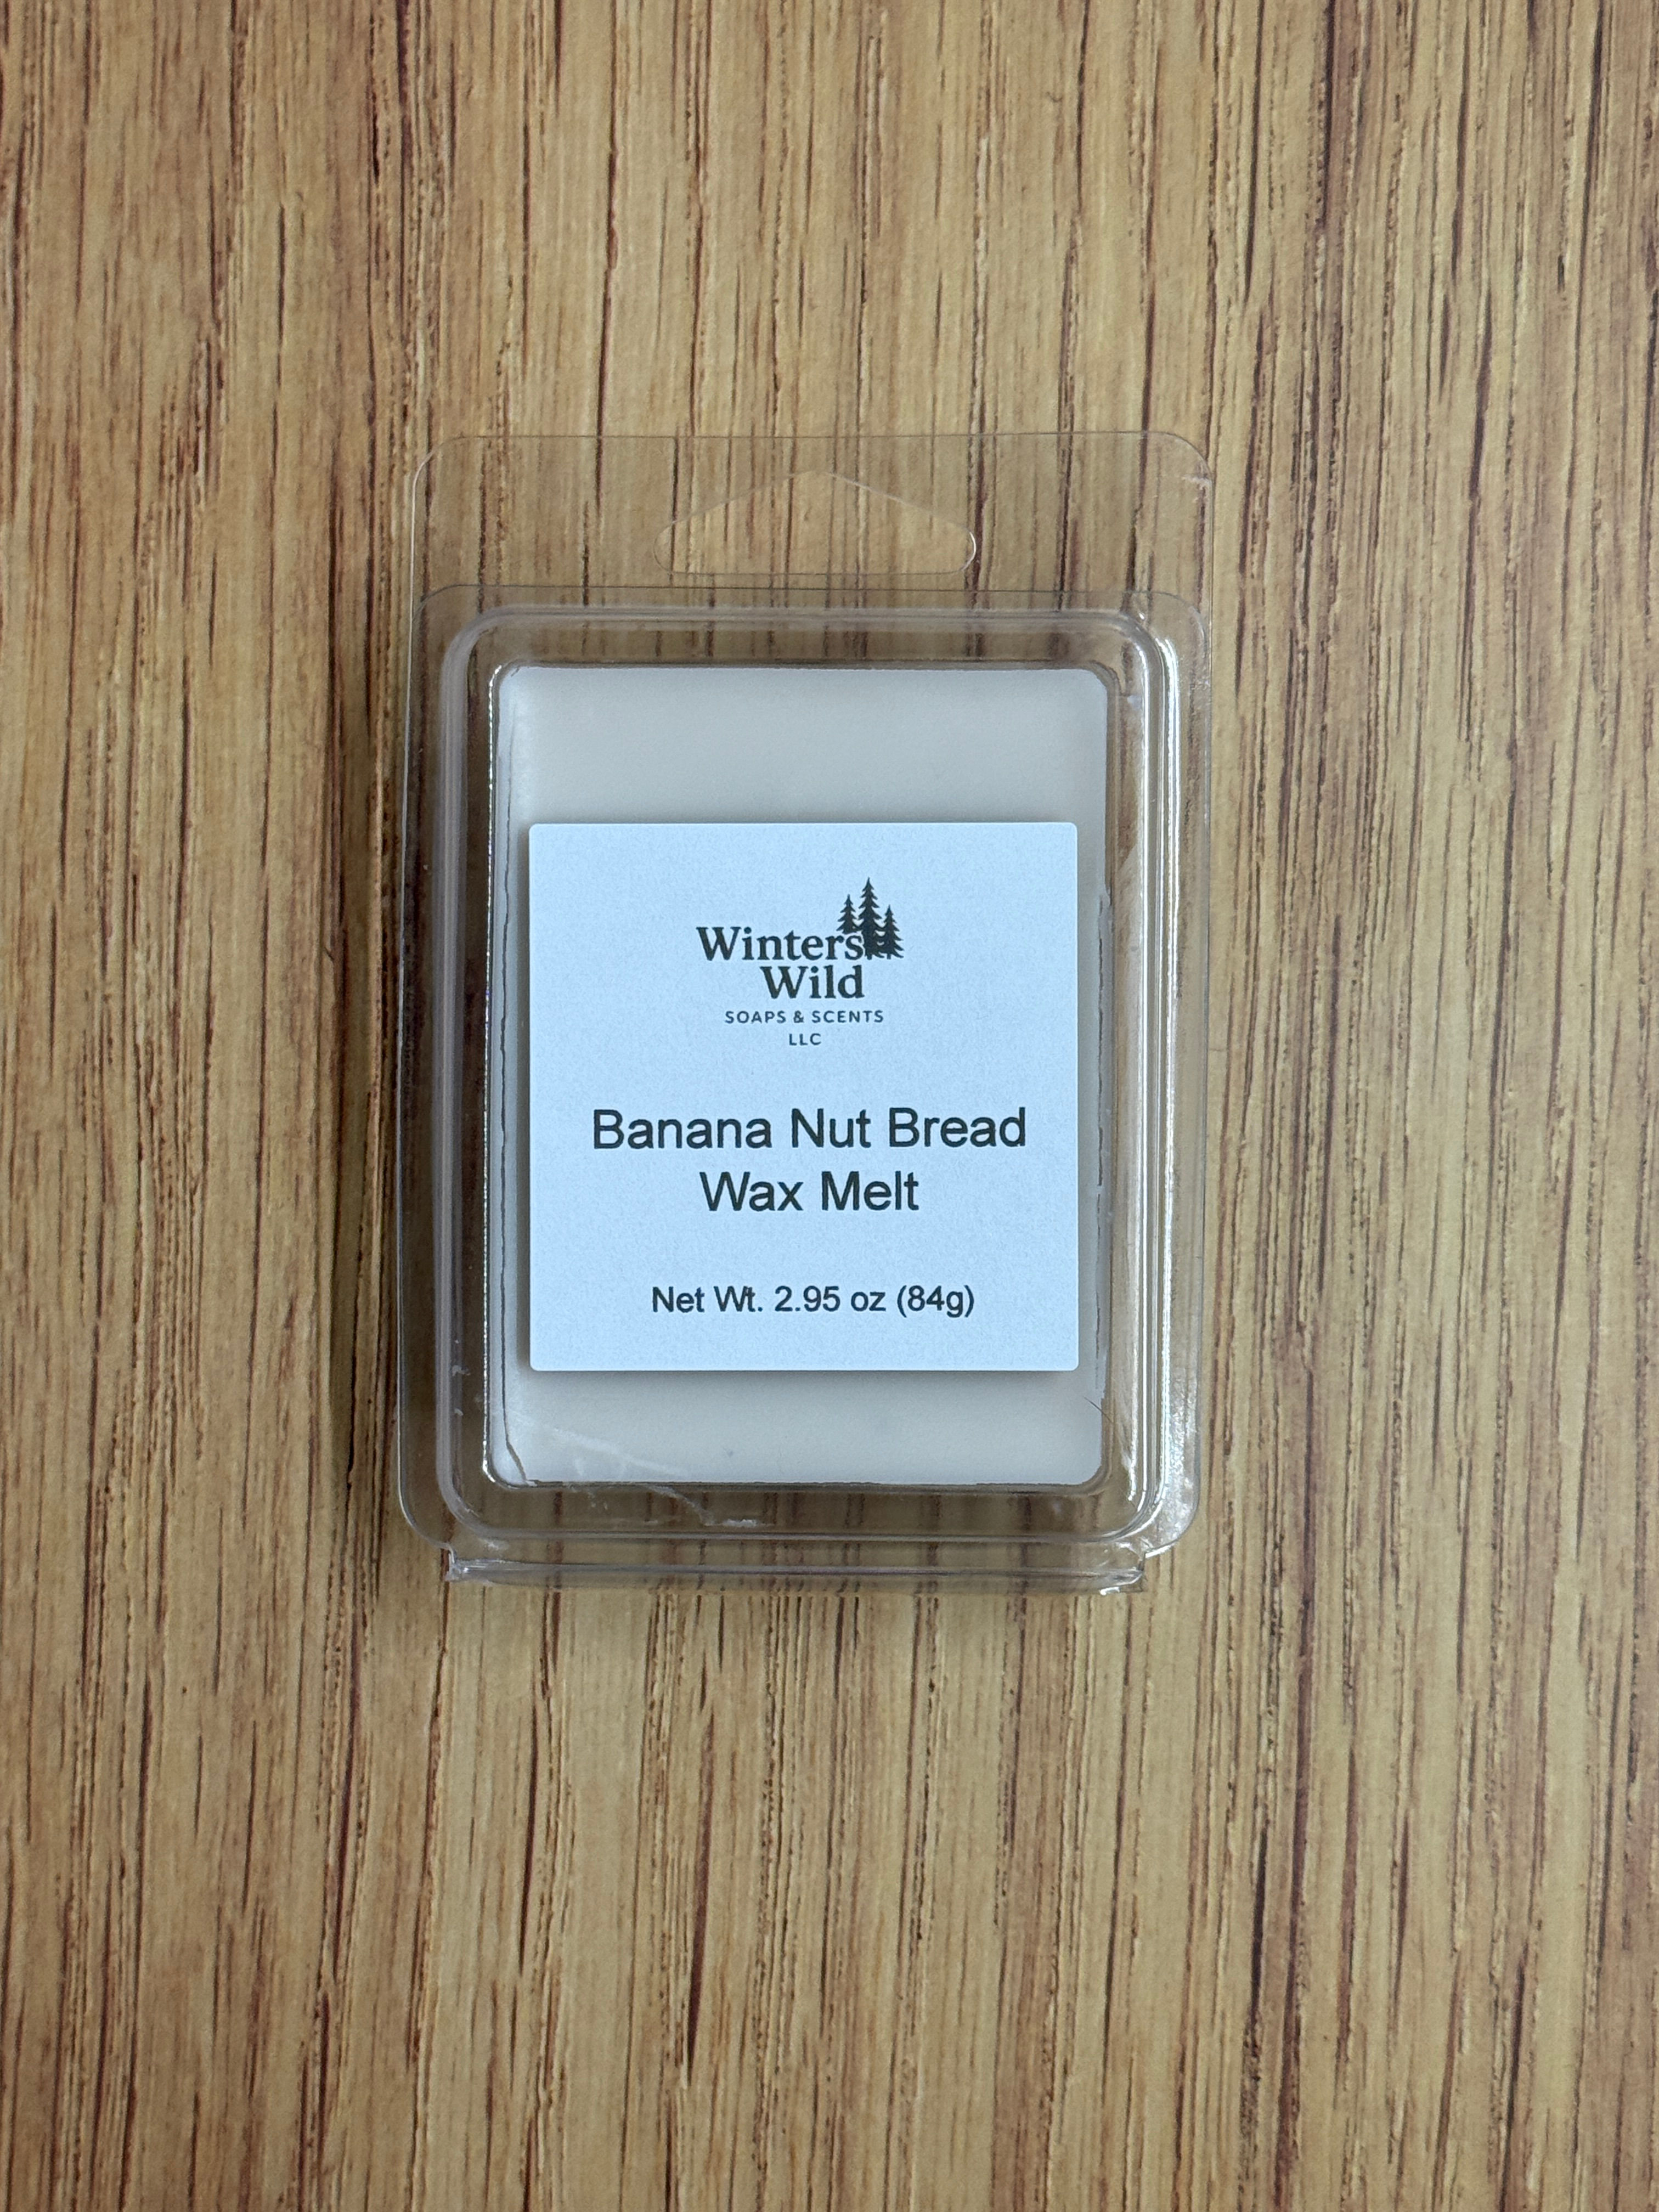 Winters
Wild
SOAPS & SCENTS
LLC
Banana Nut Bread
Wax Melt
Net Wt. 2.95 oz (84g)